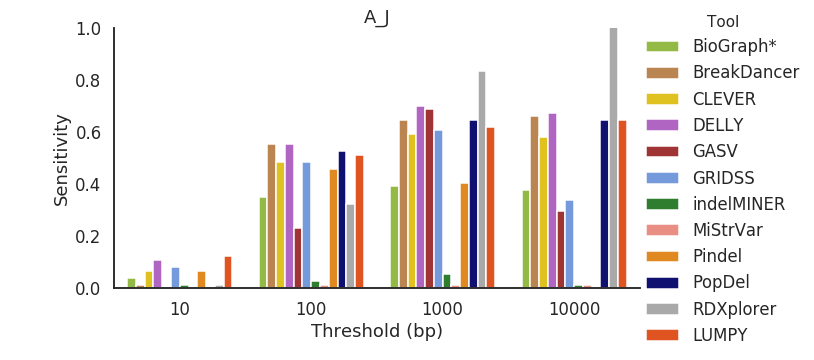 A_J
Sensitivity
1.0
0.8
0.6
0.4
0.2
0.0
10
100
1000
10000
Threshold (bp)
Tool
BioGraph*
BreakDancer
CLEVER
DELLY
GASV
GRIDSS
indelMINER
MiStrVar
Pindel
PopDel
RDXplorer
LUMPY